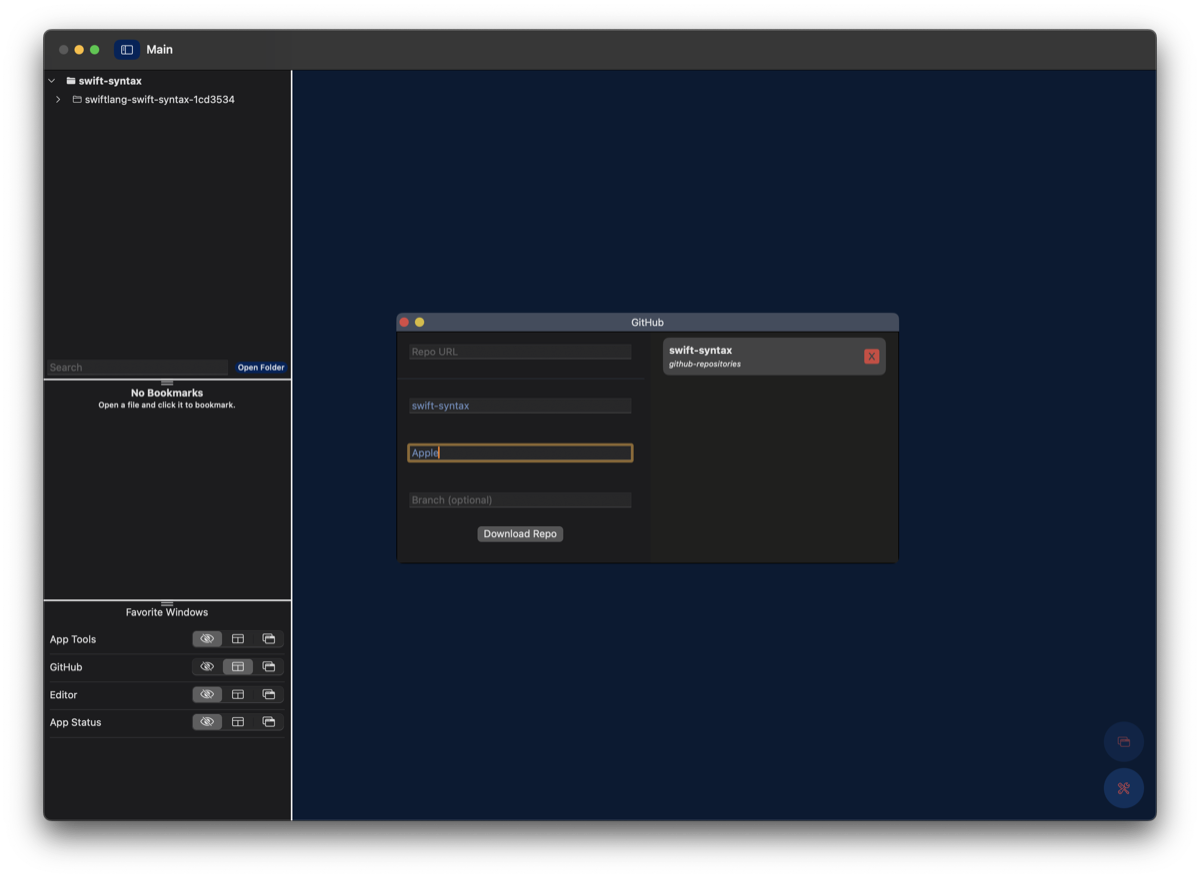 Main
swift-syntax
swiftlang-swift-syntax-1cd3534
Search
Open Folder
No Bookmarks
Open a file and click it to bookmark.
Favorite Windows
App Tools
GitHub
Editor
App Status
GitHub
Repo URL
swift-syntax
Apple
Branch (optional)
Download Repo
swift-syntax
github-repositories
X